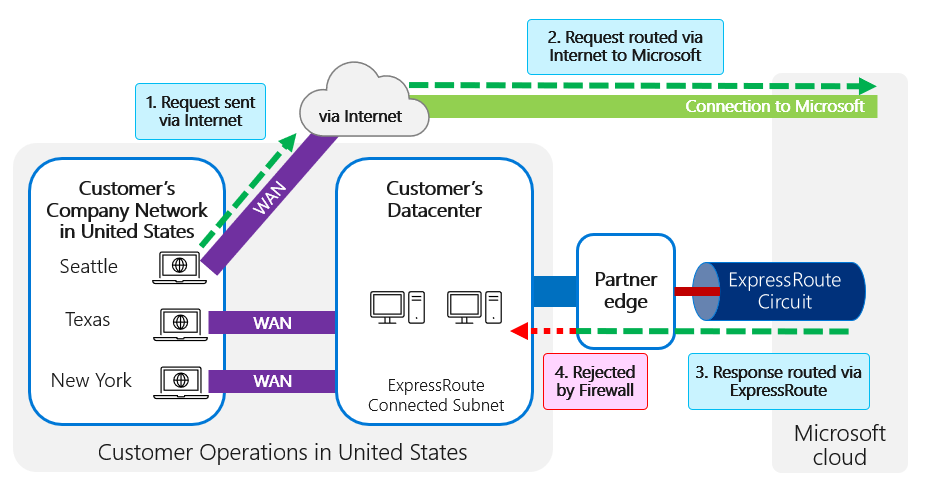 2. Request routed via
Internet to Microsoft
1. Request sent
via Internet
via Internet
Connection to Microsoft
WAN
Customer's
Company Network
in United States
Customer's
Datacenter
Seattle
Texas
New York
WAN
WAN
ExpressRoute
Connected Subnet
Partner
edge
ExpressRoute
Circuit
4. Rejected
by Firewall
3. Response routed via
ExpressRoute
Customer Operations in United States
Microsoft
cloud